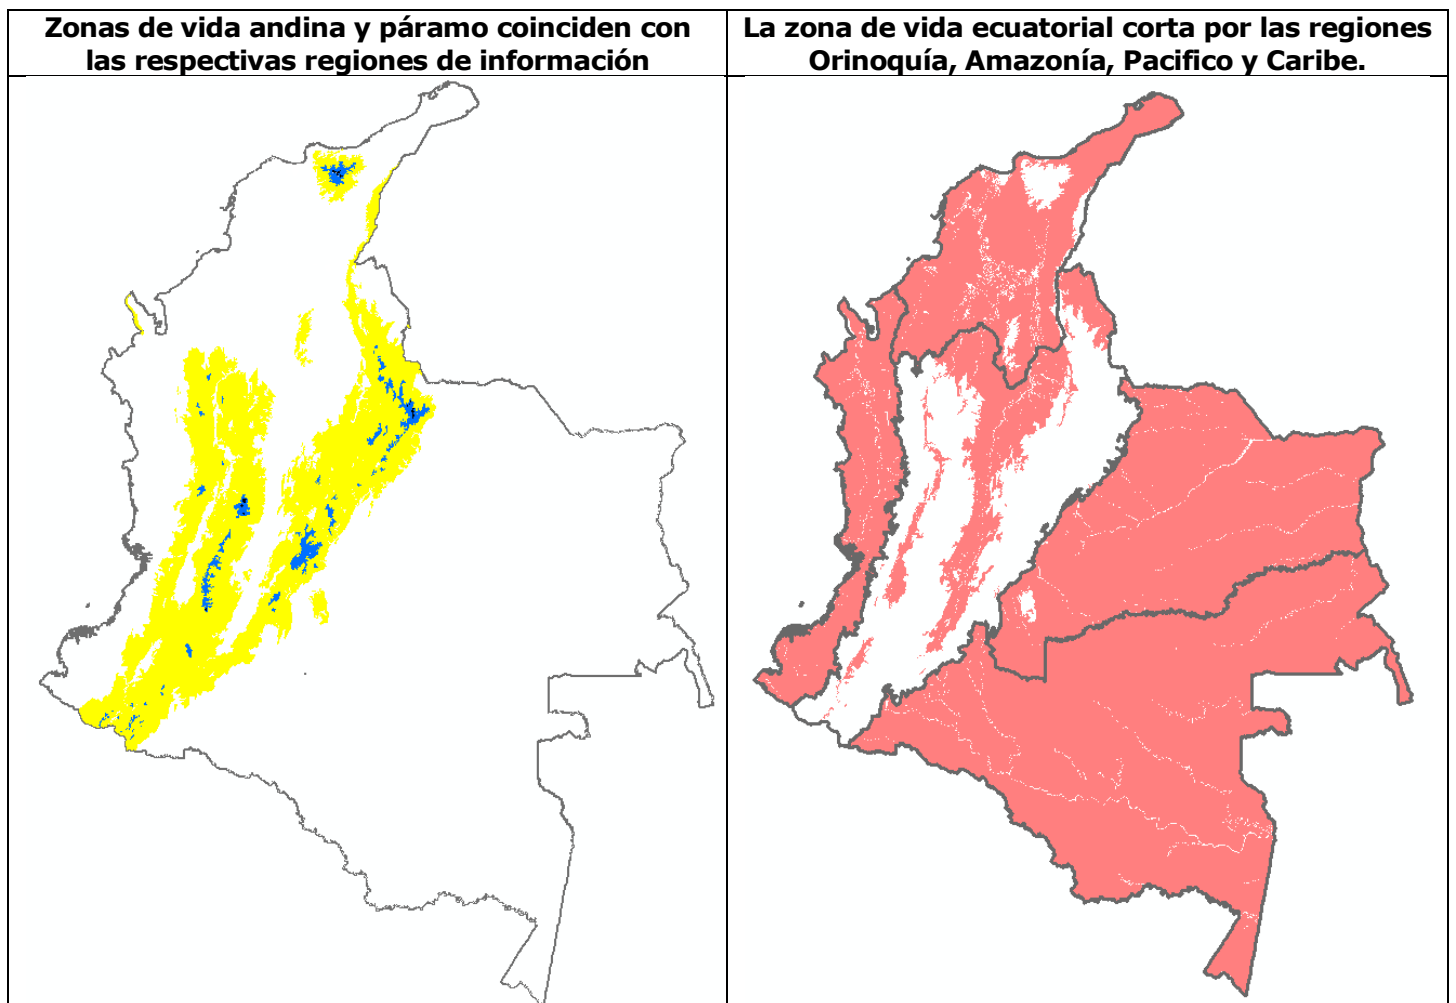 Zonas de vida andina y páramo coinciden con
las respectivas regiones de información
La zona de vida ecuatorial corta por las regiones
Orinoquía, Amazonía, Pacifico y Caribe.